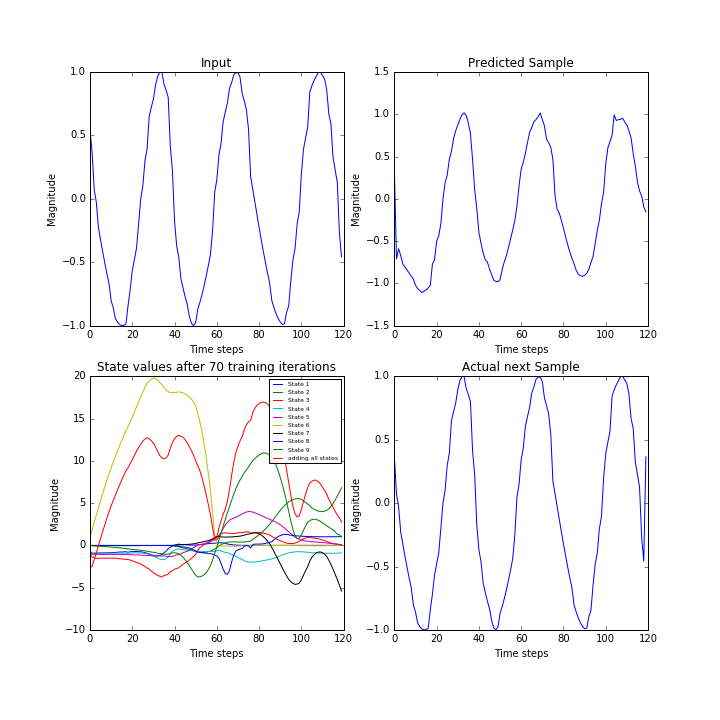 Input
1.0
0.5
0.0
−0.5
−1.0
Magnitude
0 20 40 60 80 100 120
Time steps
Predicted Sample
1.5
1.0
0.5
0.0
−0.5
−1.0
−1.5
Magnitude
0 20 40 60 80 100 120
Time steps
State values after 70 training iterations
20
15
10
5
0
−5
−10
Magnitude
State 1
State 2
State 3
State 4
State 5
State 6
State 7
State 8
State 9
adding all states
0 20 40 60 80 100 120
Time steps
Actual next Sample
1.0
0.5
0.0
−0.5
−1.0
Magnitude
0 20 40 60 80 100 120
Time steps